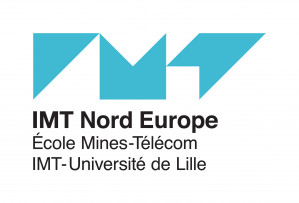 IMT Nord Europe
École Mines-Télécom
IMT-Université de Lille